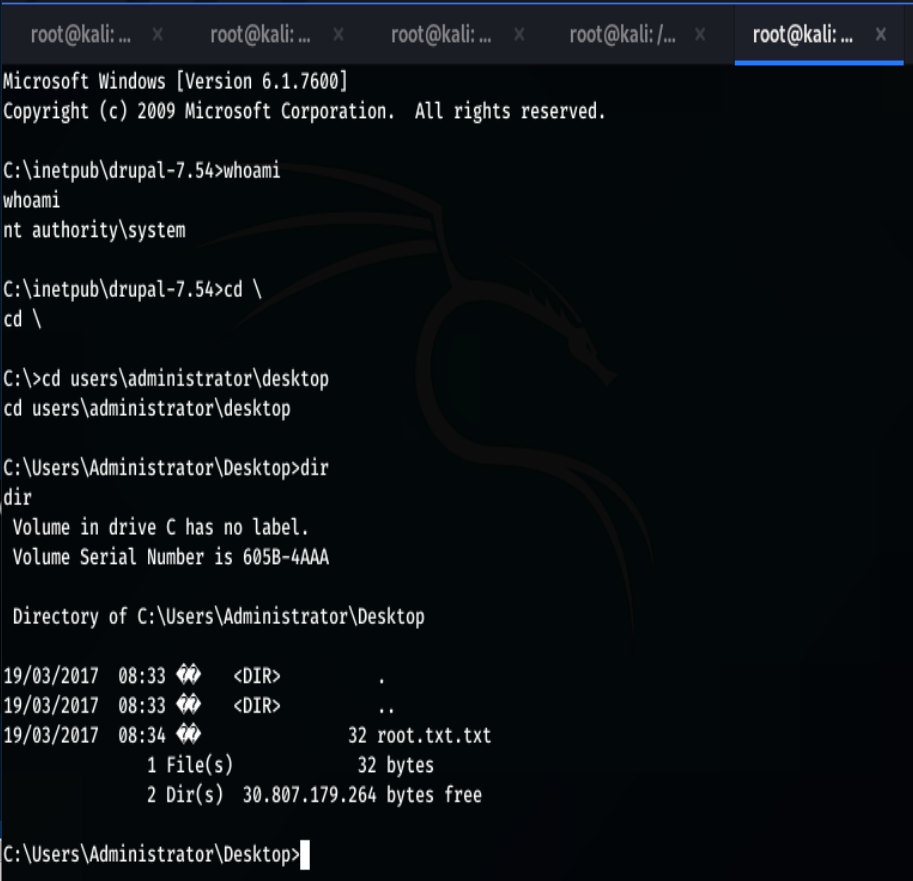 root@kali: ... × root@kali: ... × root@kali: ... × root@kali: /... × root@kali: ... ×
Microsoft Windows [Version 6.1.7600]
Copyright (c) 2009 Microsoft Corporation.  All rights reserved.
C:\inetpub\drupal-7.54>whoami
whoami
nt authority\system
C:\inetpub\drupal-7.54>cd \
cd \
C:\>cd users\administrator\desktop
cd users\administrator\desktop
C:\Users\Administrator\Desktop>dir
dir
 Volume in drive C has no label.
 Volume Serial Number is 605B-4AAA
 Directory of C:\Users\Administrator\Desktop
19/03/2017  08:33 ��   <DIR>          .
19/03/2017  08:33 ��   <DIR>          ..
19/03/2017  08:34 ��               32 root.txt.txt
               1 File(s)             32 bytes
               2 Dir(s)  30.807.179.264 bytes free
C:\Users\Administrator\Desktop>